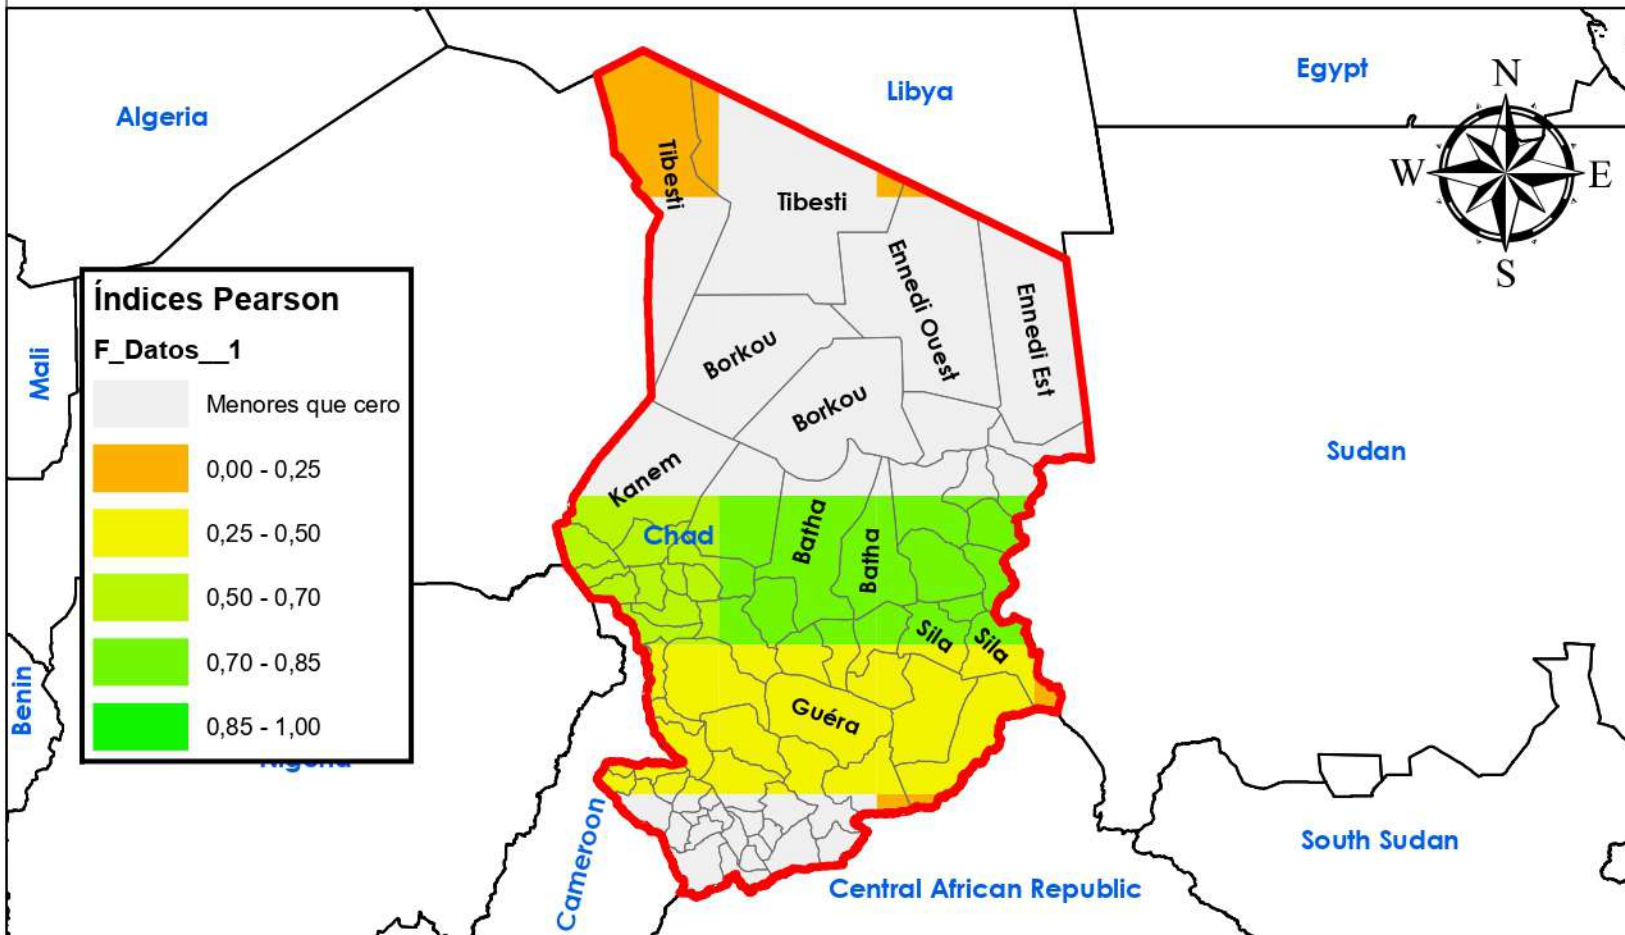 Algeria
Libya
Egypt
N
W
E
S
Tibesti
Tibesti
Ennedi Ouest
Ennedi Est
Índices Pearson
F_Datos__1
Menores que cero
0,00 - 0,25
0,25 - 0,50
0,50 - 0,70
0,70 - 0,85
0,85 - 1,00
Mali
Benin
Borkou
Borkou
Kanem
Chad
Batha
Batha
Sila
Sila
Guéra
Sudan
South Sudan
Cameroon
Central African Republic